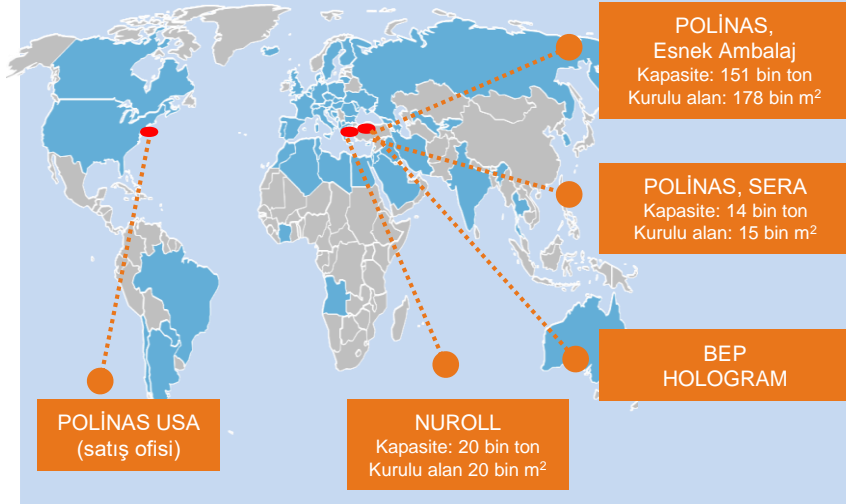 POLİNAS,
Esnek Ambalaj
Kapasite: 151 bin ton
Kurulu alan: 178 bin m²
POLİNAS, SERA
Kapasite: 14 bin ton
Kurulu alan: 15 bin m²
BEP
HOLOGRAM
POLİNAS USA
(satış ofisi)
NUROLL
Kapasite: 20 bin ton
Kurulu alan 20 bin m²